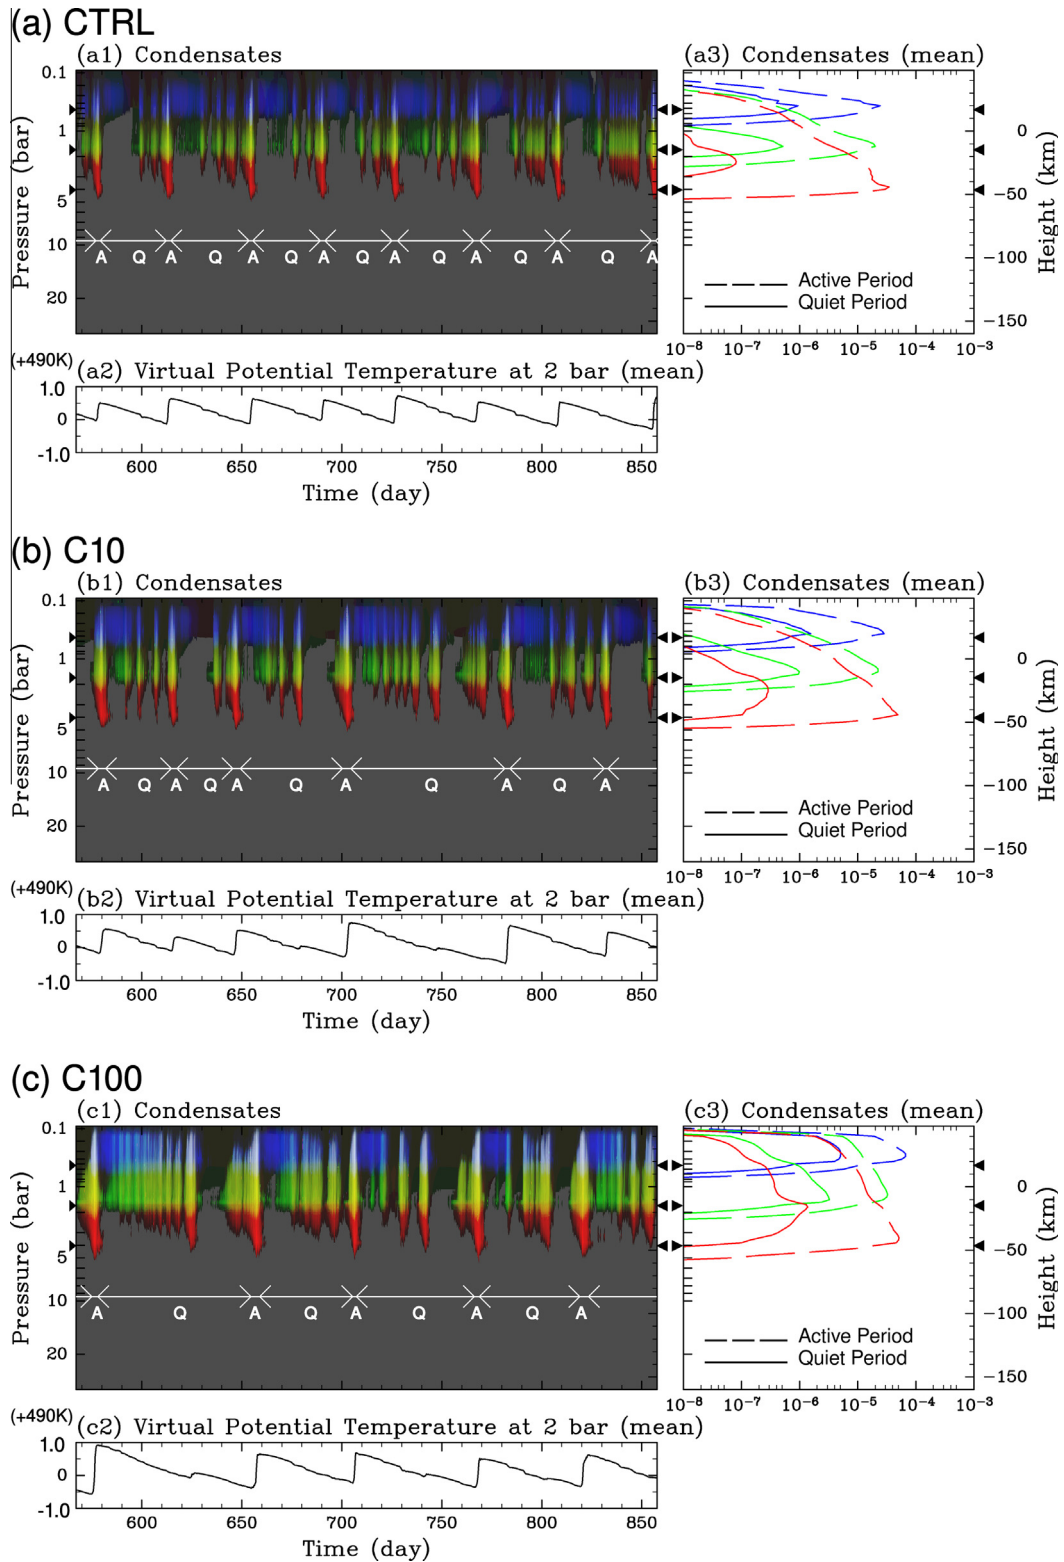 (a) CTRL
(a1) Condensates
(a3) Condensates (mean)
0.1
1
5
10
20
Pressure (bar)
A Q A Q A Q A Q A Q A Q A Q A
0
−50
−100
−150
Height (km)
Active Period
Quiet Period
10-8 10-7 10-6 10-5 10-4 10-3
(+490K)
(a2) Virtual Potential Temperature at 2 bar (mean)
1.0
0
-1.0
600 650 700 750 800 850
Time (day)
(b) C10
(b1) Condensates
(b3) Condensates (mean)
0.1
1
5
10
20
Pressure (bar)
A Q A Q A Q A Q A Q A
0
−50
−100
−150
Height (km)
Active Period
Quiet Period
10-8 10-7 10-6 10-5 10-4 10-3
(+490K)
(b2) Virtual Potential Temperature at 2 bar (mean)
1.0
0
-1.0
600 650 700 750 800 850
Time (day)
(c) C100
(c1) Condensates
(c3) Condensates (mean)
0.1
1
5
10
20
Pressure (bar)
A Q A Q A Q A Q A
0
−50
−100
−150
Height (km)
Active Period
Quiet Period
10-8 10-7 10-6 10-5 10-4 10-3
(+490K)
(c2) Virtual Potential Temperature at 2 bar (mean)
1.0
0
-1.0
600 650 700 750 800 850
Time (day)